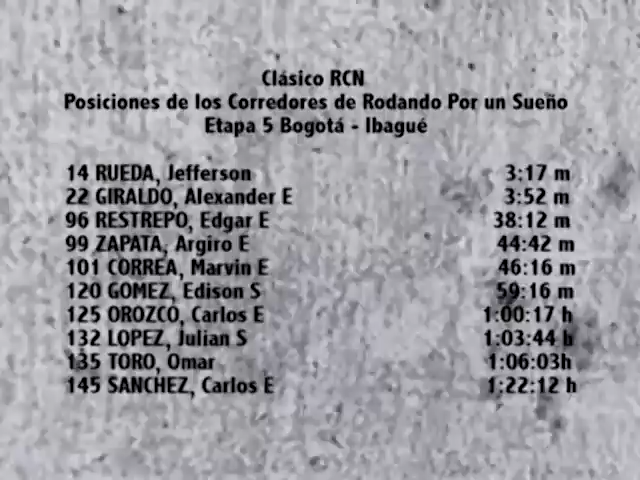 Clásico RCN
Posiciones de los Corredores de Rodando Por un Sueño
Etapa 5 Bogotá - Ibagué
14 RUEDA, Jefferson 3:17 m
22 GIRALDO, Alexander E 3:52 m
96 RESTREPO, Edgar E 38:12 m
99 ZAPATA, Argiro E 44:42 m
101 CORREA, Marvin E 46:16 m
120 GOMEZ, Edison S 59:16 m
125 OROZCO, Carlos E 1:00:17 h
132 LOPEZ, Julian S 1:03:44 h
135 TORO, Omar 1:06:03h
145 SANCHEZ, Carlos E 1:22:12 h